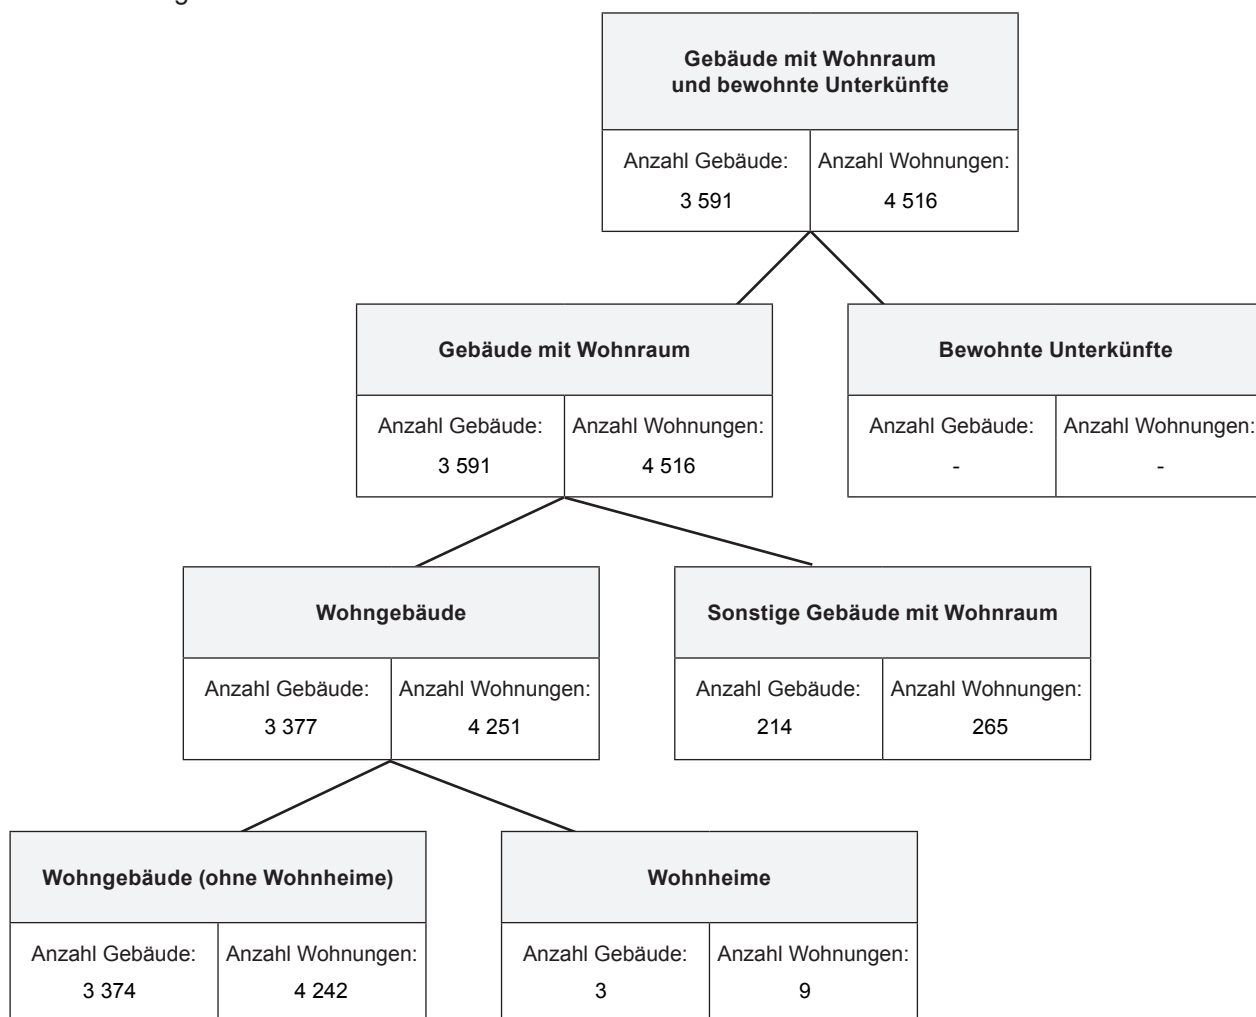 Gebäude mit Wohnraum
und bewohnte Unterkünfte
Anzahl Gebäude: Anzahl Wohnungen:
3 591 4 516
Gebäude mit Wohnraum Bewohnte Unterkünfte
Anzahl Gebäude: Anzahl Wohnungen: Anzahl Gebäude: Anzahl Wohnungen:
3 591 4 516 - -
Wohngebäude Sonstige Gebäude mit Wohnraum
Anzahl Gebäude: Anzahl Wohnungen: Anzahl Gebäude: Anzahl Wohnungen:
3 377 4 251 214 265
Wohngebäude (ohne Wohnheime) Wohnheime
Anzahl Gebäude: Anzahl Wohnungen: Anzahl Gebäude: Anzahl Wohnungen:
3 374 4 242 3 9